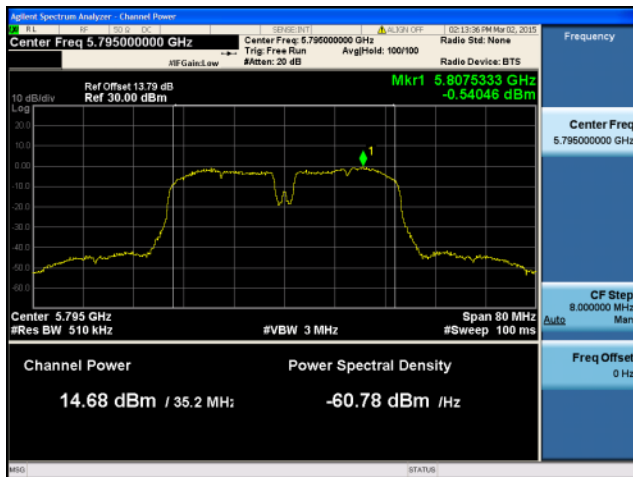 Agilent Spectrum Analyzer - Channel Power
RL RF 50 Ω DC SENSE:INT ALIGN OFF 02:13:36 PM Mar 02, 2015
Center Freq 5.795000000 GHz
Center Freq: 5.795000000 GHz
Radio Std: None
Trig: Free Run Avg|Hold: 100/100
#IFGain:Low #Atten: 20 dB Radio Device: BTS
Frequency
Mkr1 5.8075333 GHz
-0.54046 dBm
Ref Offset 13.79 dB
10 dB/div Ref 30.00 dBm
Log
20.0
10.0
0.00
-10.0
-20.0
-30.0
-40.0
-50.0
-60.0
1
Center 5.795 GHz Span 80 MHz
#Res BW 510 kHz #VBW 3 MHz #Sweep 100 ms
Channel Power Power Spectral Density
14.68 dBm / 35.2 MHz -60.78 dBm /Hz
Center Freq
5.795000000 GHz
CF Step
8.000000 MHz
Auto Man
Freq Offset
0 Hz
MSG STATUS